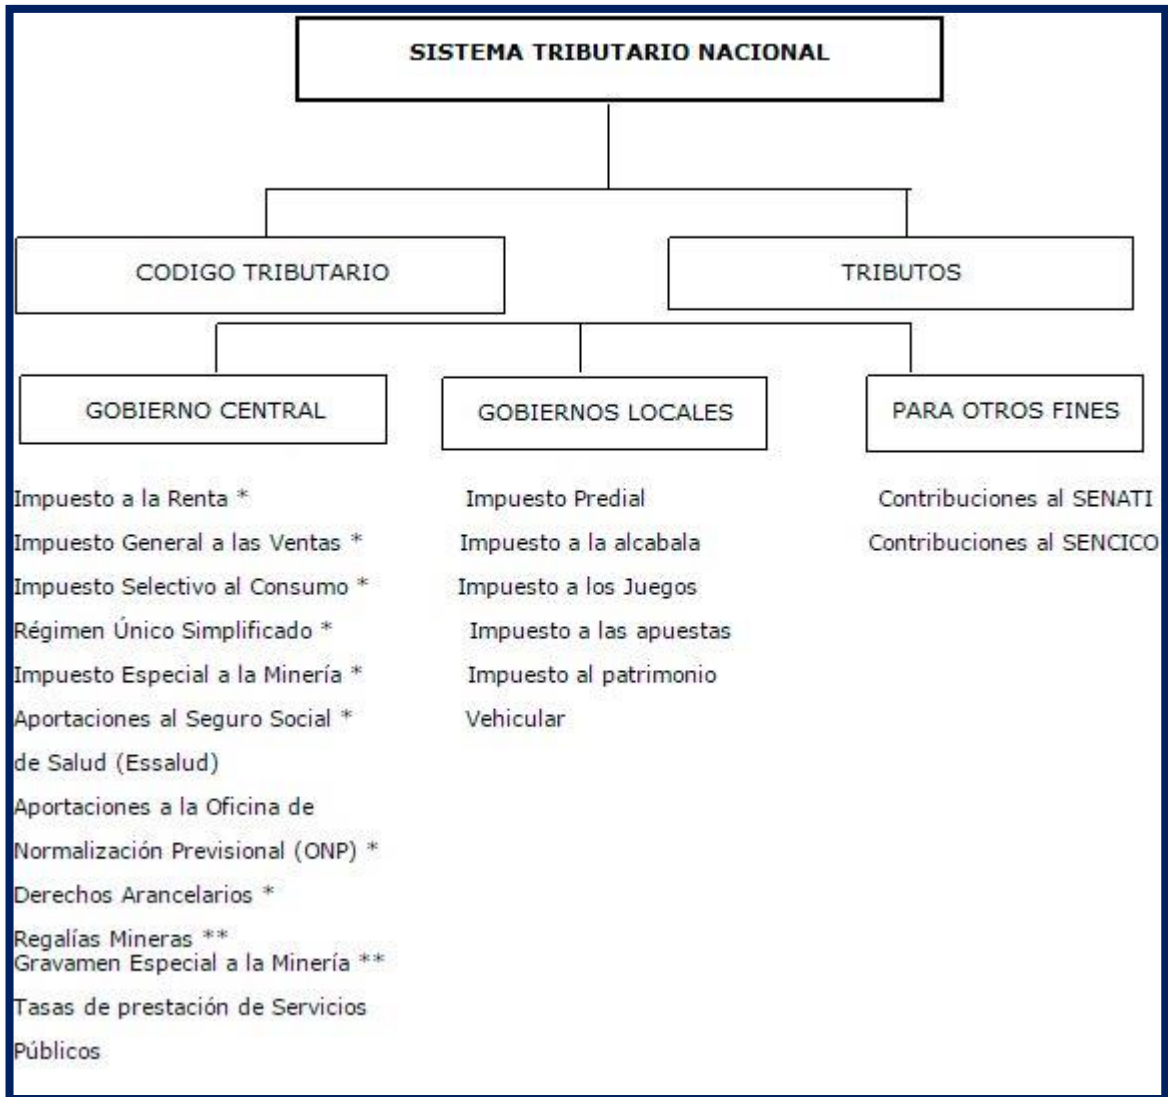 SISTEMA TRIBUTARIO NACIONAL
CODIGO TRIBUTARIO
TRIBUTOS
GOBIERNO CENTRAL
Impuesto a la Renta *
Impuesto General a las Ventas *
Impuesto Selectivo al Consumo *
Régimen Único Simplificado *
Impuesto Especial a la Minería *
Aportaciones al Seguro Social *
de Salud (Essalud)
Aportaciones a la Oficina de
Normalización Previsional (ONP) *
Derechos Arancelarios *
Regalías Mineras **
Gravamen Especial a la Minería **
Tasas de prestación de Servicios
Públicos
GOBIERNOS LOCALES
Impuesto Predial
Impuesto a la alcabala
Impuesto a los Juegos
Impuesto a las apuestas
Impuesto al patrimonio
Vehicular
PARA OTROS FINES
Contribuciones al SENATI
Contribuciones al SENCICO